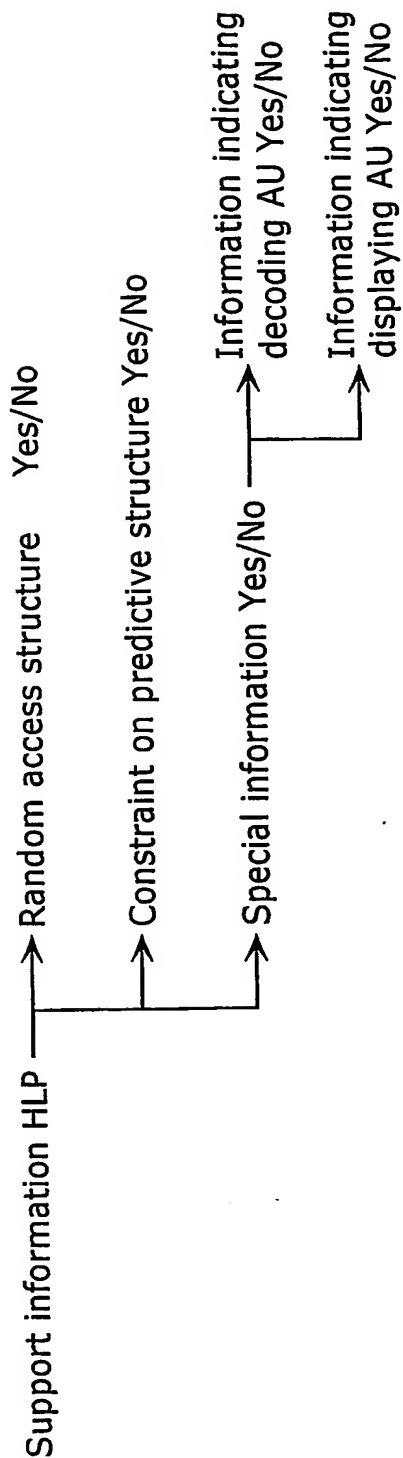 Support information HLP
Random access structure Yes/No
Constraint on predictive structure Yes/No
Special information Yes/No
Information indicating
decoding AU Yes/No
Information indicating
displaying AU Yes/No